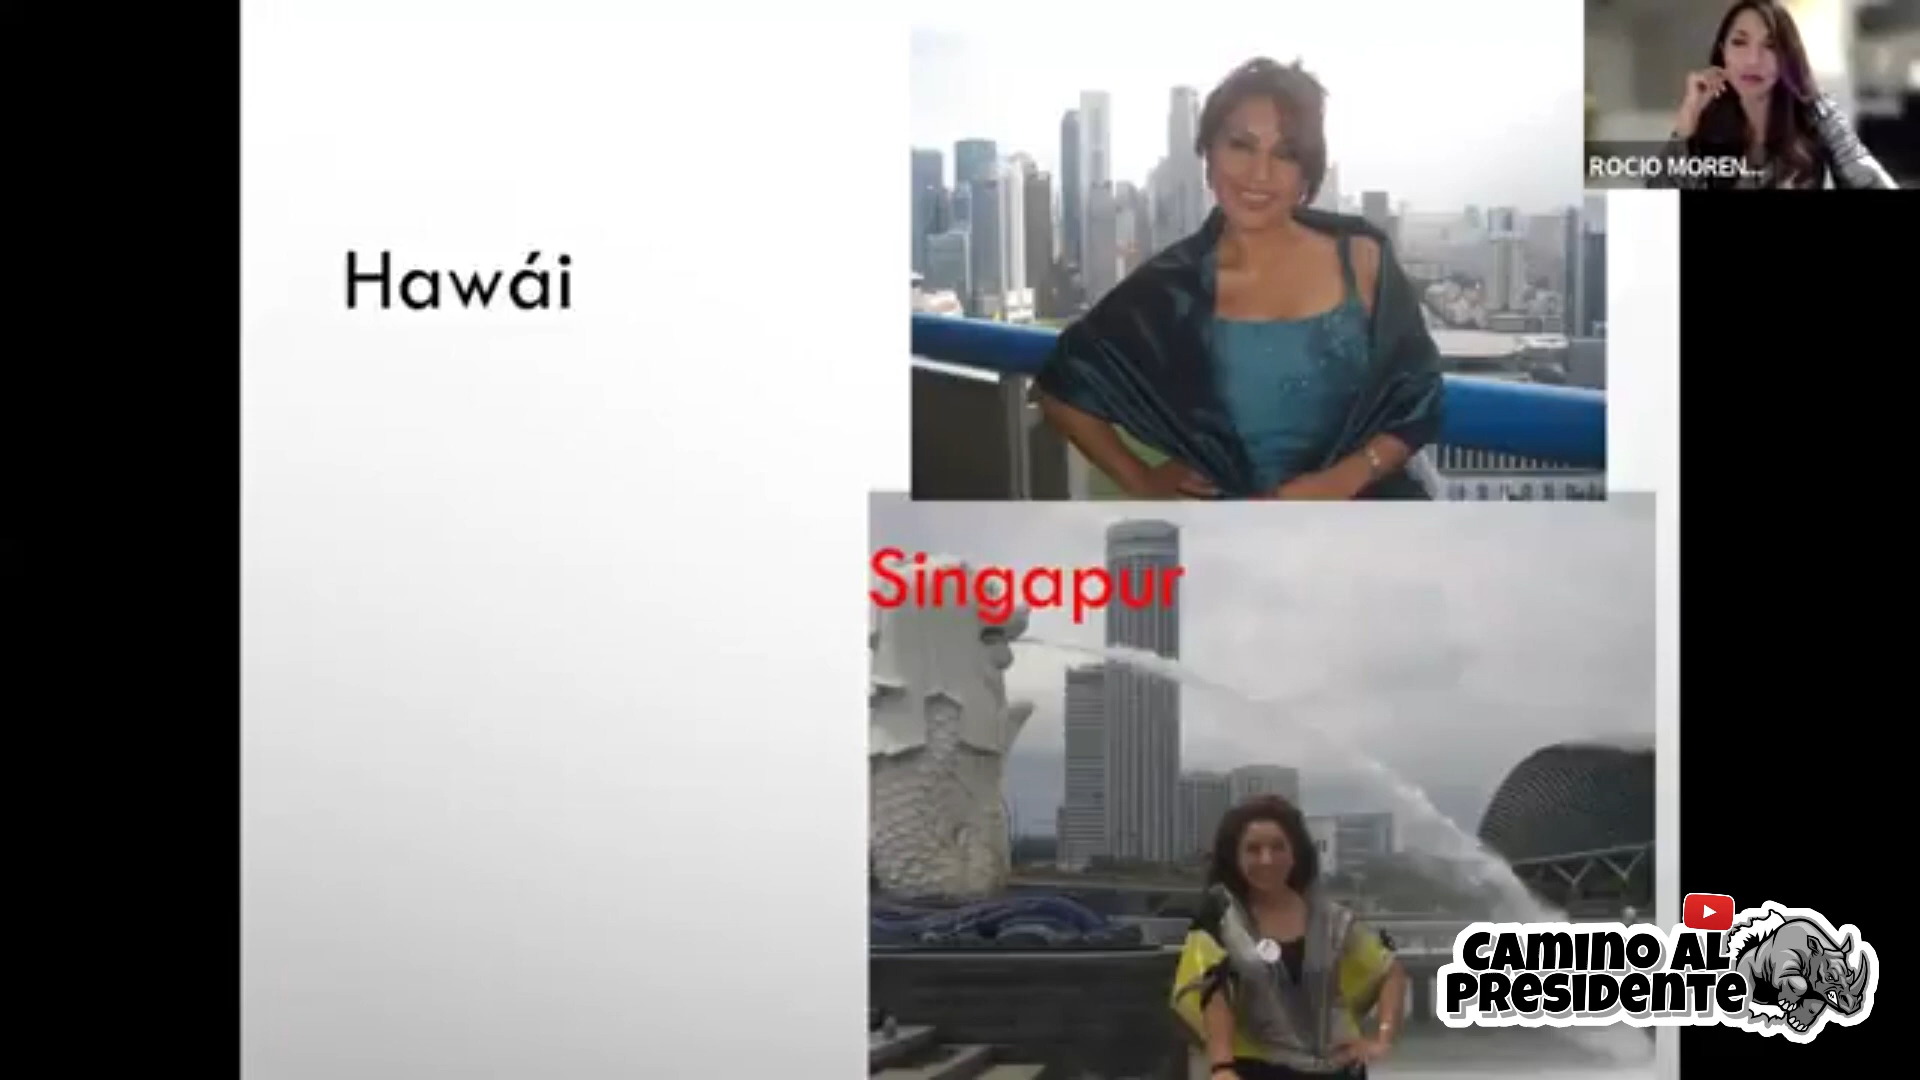 ROCIO MOREN...
Hawái
Singapur
CAMINO AL
PRESIDENTE